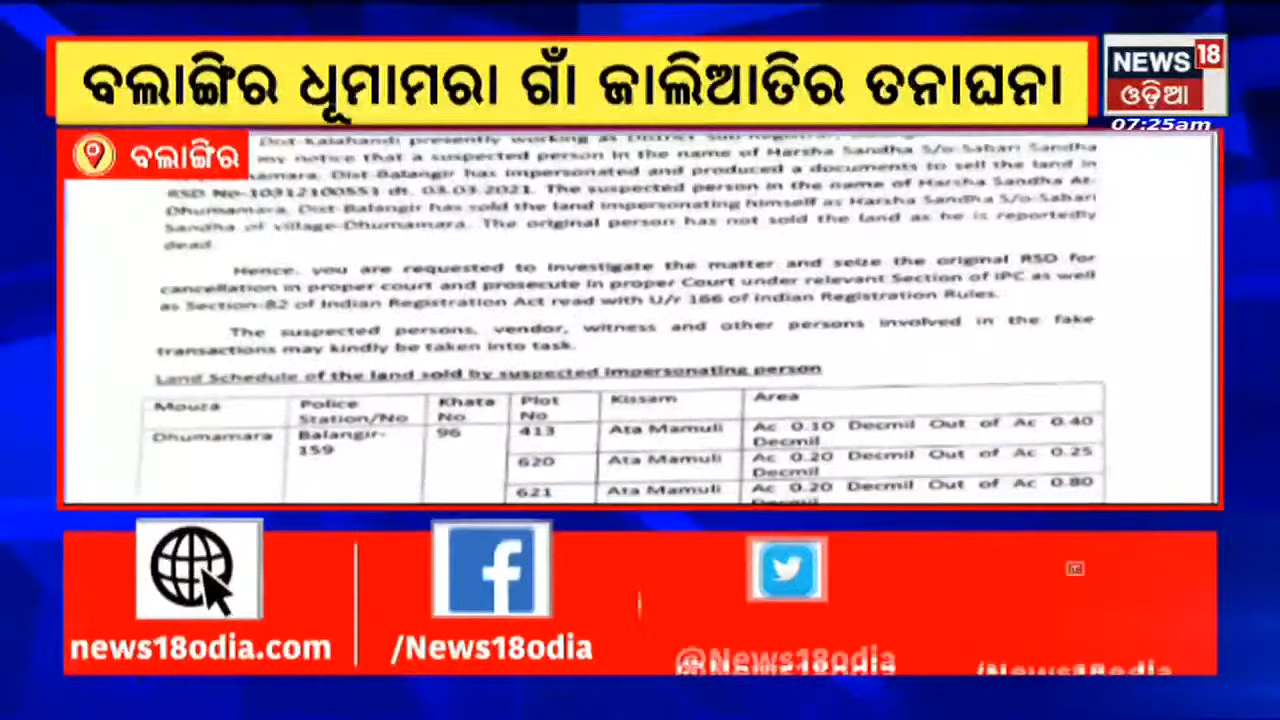 ବଲାଙ୍ଗିର ଧୂମାମରା ଗାଁ ଜାଲିଆତିର ତନାଘନା
NEWS 18
ଓଡ଼ିଆ
07:25am
ବଲାଙ୍ଗିର
Dist-Kalahandi presently working as District Sub
my notice that a suspected person in the name of Harsha Sandha S/o-Sabari Sandha
Dist-Balangir has impersonated and produced a documents to sell the land in
RSD No-10312100551 dt. 03.03.2021. The suspected person in the name of Harsha Sandha At-
Dhumamara, Dist-Balangir has sold the land impersonating himself as Harsha Sandha S/o-Sabari
Sandha of village-Dhumamara. The original person has not sold the land as he is reportedly
dead
Hence, you are requested to investigate the matter and seize the original RSD for
cancellation in proper court and prosecute in proper Court under relevant Section of IPC as well
as Section-82 of Indian Registration Act read with U/r 166 of Indian Registration Rules.
The suspected persons, vendor, witness and other persons involved in the fake
transactions may kindly be taken into task.
Land Schedule of the land sold by suspected impersonating person
Mouza Police Station/No Khata No Plot No Kissam Area
Dhumamara Balangir-159 96 413 Ata Mamuli Ac 0.10 Decmil Out of Ac 0.40 Decmil
620 Ata Mamuli Ac 0.20 Decmil Out of Ac 0.25 Decmil
621 Ata Mamuli Ac 0.20 Decmil Out of Ac 0.80
news18odia.com
/News18odia
@News18odia
/News18odia